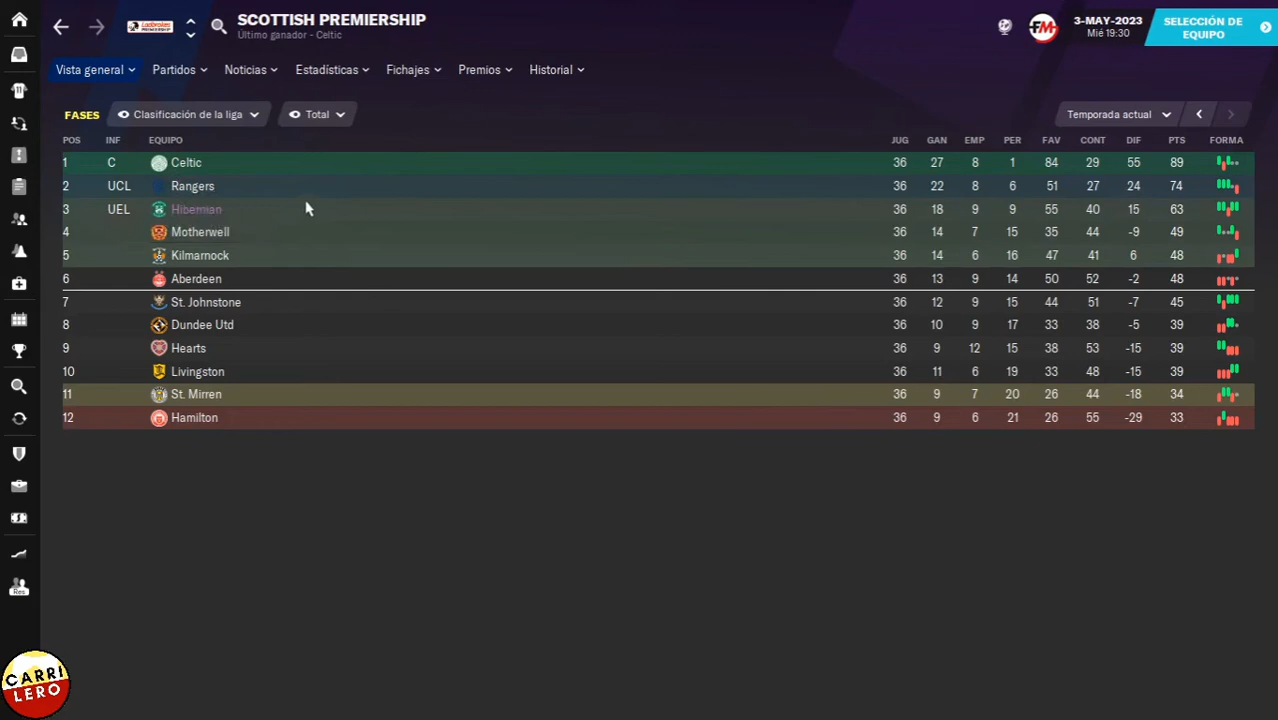 SCOTTISH PREMIERSHIP
Último ganador - Celtic
Ladbrokes
PREMIERSHIP
FM
3-MAY-2023
Mié 19:30
SELECCIÓN DE
EQUIPO
Vista general Partidos Noticias Estadísticas Fichajes Premios Historial
FASES Clasificación de la liga Total Temporada actual
POS INF EQUIPO JUG GAN EMP PER FAV CONT DIF PTS FORMA
1 C Celtic 36 27 8 1 84 29 55 89
2 UCL Rangers 36 22 8 6 51 27 24 74
3 UEL Hibernian 36 18 9 9 55 40 15 63
4 Motherwell 36 14 7 15 35 44 -9 49
5 Kilmarnock 36 14 6 16 47 41 6 48
6 Aberdeen 36 13 9 14 50 52 -2 48
7 St. Johnstone 36 12 9 15 44 51 -7 45
8 Dundee Utd 36 10 9 17 33 38 -5 39
9 Hearts 36 9 12 15 38 53 -15 39
10 Livingston 36 11 6 19 33 48 -15 39
11 St. Mirren 36 9 7 20 26 44 -18 34
12 Hamilton 36 9 6 21 26 55 -29 33
11
Res
CARRI
LERO